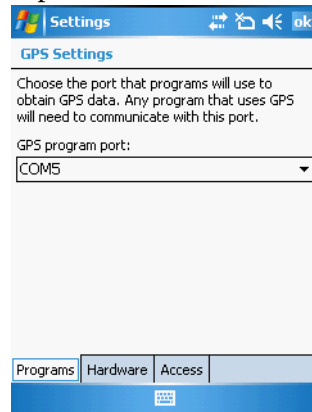 Settings
ok
GPS Settings
Choose the port that programs will use to
obtain GPS data. Any program that uses GPS
will need to communicate with this port.
GPS program port:
COM5
Programs Hardware Access